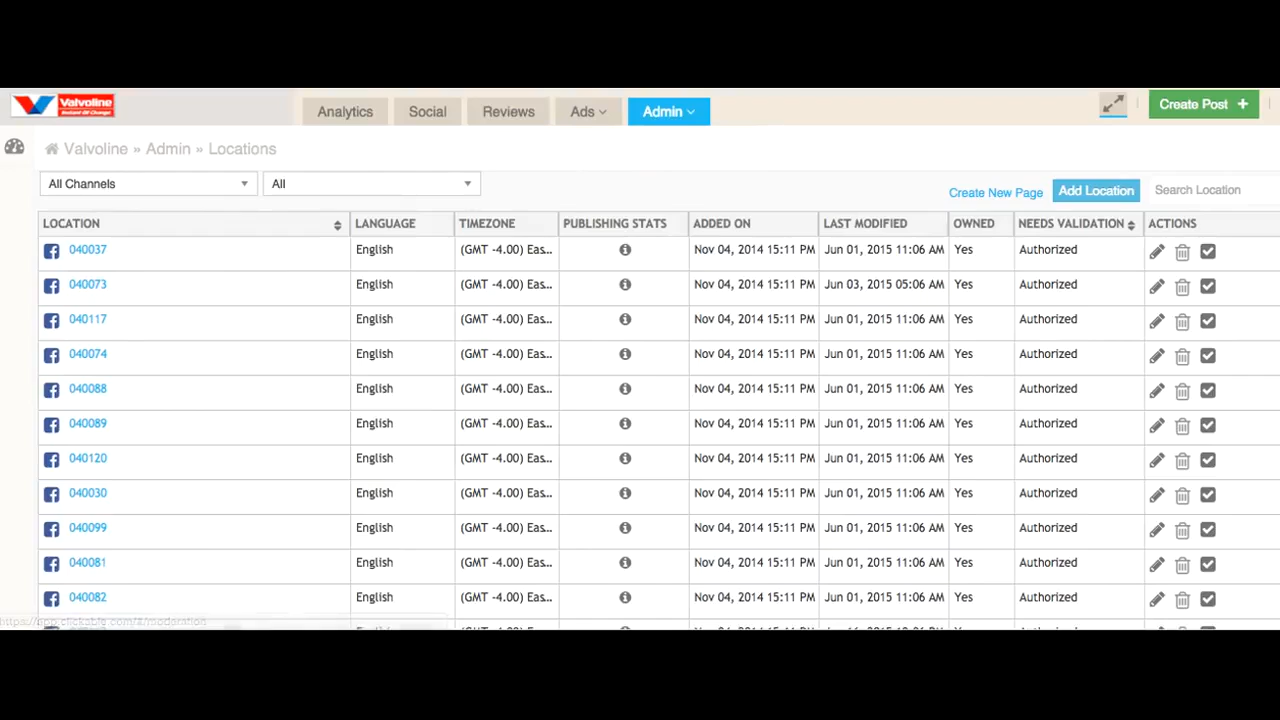 Valvoline
Instant Oil Change
Analytics Social Reviews Ads Admin Create Post +
Valvoline » Admin » Locations
All Channels All Create New Page Add Location Search Location
LOCATION LANGUAGE TIMEZONE PUBLISHING STATS ADDED ON LAST MODIFIED OWNED NEEDS VALIDATION ACTIONS
040037 English (GMT -4.00) Eas... Nov 04, 2014 15:11 PM Jun 01, 2015 11:06 AM Yes Authorized
040073 English (GMT -4.00) Eas... Nov 04, 2014 15:11 PM Jun 03, 2015 05:06 AM Yes Authorized
040117 English (GMT -4.00) Eas... Nov 04, 2014 15:11 PM Jun 01, 2015 11:06 AM Yes Authorized
040074 English (GMT -4.00) Eas... Nov 04, 2014 15:11 PM Jun 01, 2015 11:06 AM Yes Authorized
040088 English (GMT -4.00) Eas... Nov 04, 2014 15:11 PM Jun 01, 2015 11:06 AM Yes Authorized
040089 English (GMT -4.00) Eas... Nov 04, 2014 15:11 PM Jun 01, 2015 11:06 AM Yes Authorized
040120 English (GMT -4.00) Eas... Nov 04, 2014 15:11 PM Jun 01, 2015 11:06 AM Yes Authorized
040030 English (GMT -4.00) Eas... Nov 04, 2014 15:11 PM Jun 01, 2015 11:06 AM Yes Authorized
040099 English (GMT -4.00) Eas... Nov 04, 2014 15:11 PM Jun 01, 2015 11:06 AM Yes Authorized
040081 English (GMT -4.00) Eas... Nov 04, 2014 15:11 PM Jun 01, 2015 11:06 AM Yes Authorized
040082 English (GMT -4.00) Eas... Nov 04, 2014 15:11 PM Jun 01, 2015 11:06 AM Yes Authorized